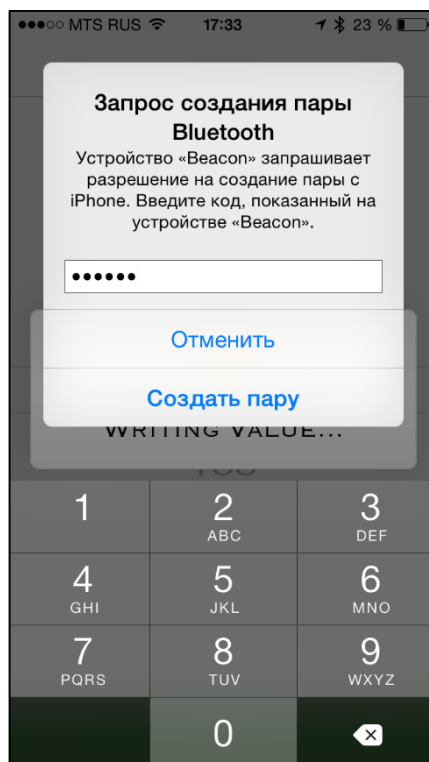 MTS RUS 17:33 23 %
Запрос создания пары
Bluetooth
Устройство «Beacon» запрашивает
разрешение на создание пары с
iPhone. Введите код, показанный на
устройстве «Beacon».
••••••
Отменить
Создать пару
WRITING VALUE...
1 2 3
ABC DEF
4 5 6
GHI JKL MNO
7 8 9
PQRS TUV WXYZ
0